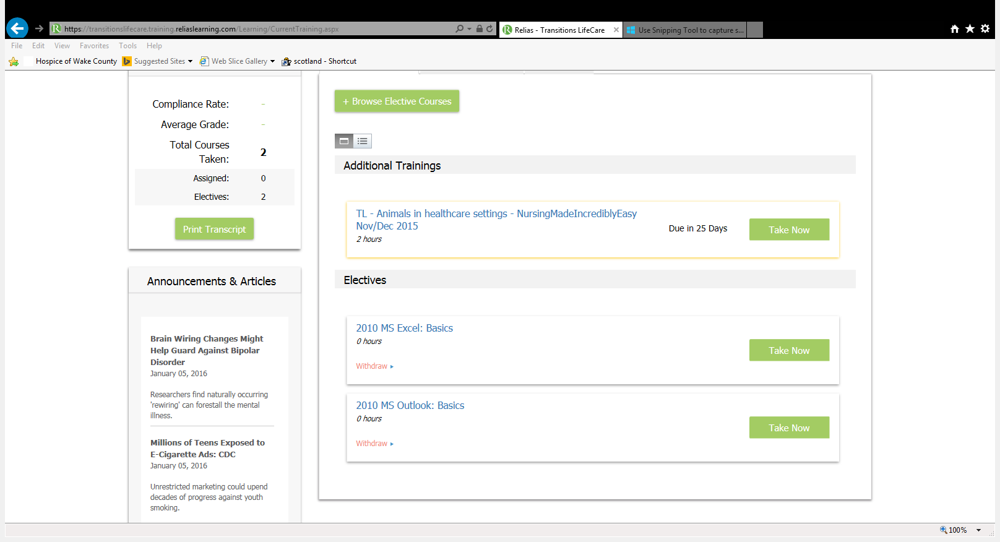 https://transitionslifecare.training.reliaslearning.com/Learning/CurrentTraining.aspx
Relias - Transitions LifeCare
Use Snipping Tool to capture s...
File Edit View Favorites Tools Help
Hospice of Wake County Suggested Sites Web Slice Gallery scotland - Shortcut
Compliance Rate: -
Average Grade: -
Total Courses
Taken: 2
Assigned: 0
Electives: 2
Print Transcript
Announcements & Articles
Brain Wiring Changes Might
Help Guard Against Bipolar
Disorder
January 05, 2016
Researchers find naturally occurring
'rewiring' can forestall the mental
illness.
Millions of Teens Exposed to
E-Cigarette Ads: CDC
January 05, 2016
Unrestricted marketing could upend
decades of progress against youth
smoking.
+ Browse Elective Courses
Additional Trainings
TL - Animals in healthcare settings - NursingMadeIncrediblyEasy
Nov/Dec 2015
2 hours
Due in 25 Days
Take Now
Electives
2010 MS Excel: Basics
0 hours
Withdraw
Take Now
2010 MS Outlook: Basics
0 hours
Withdraw
Take Now
100%